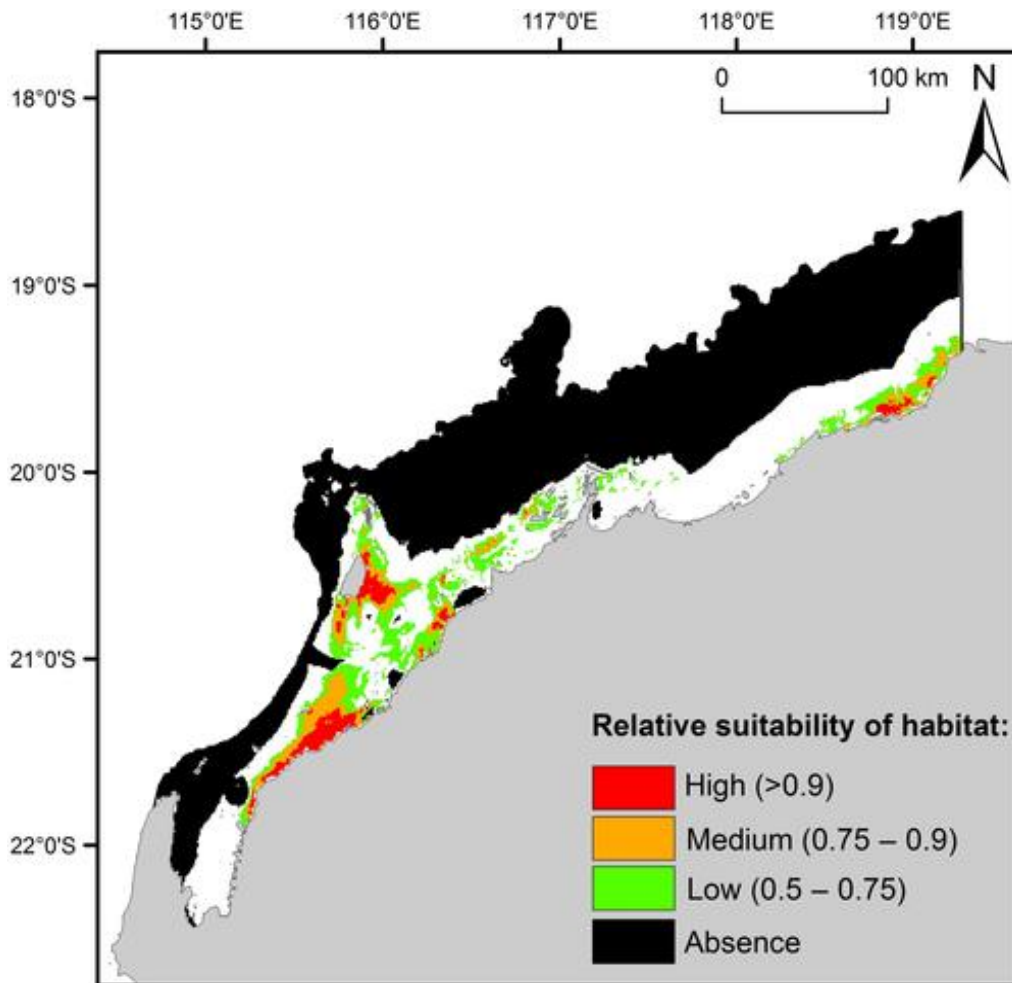 115°0'E 116°0'E 117°0'E 118°0'E 119°0'E
0 100 km N
18°0'S
19°0'S
20°0'S
21°0'S
22°0'S
Relative suitability of habitat:
High (>0.9)
Medium (0.75 – 0.9)
Low (0.5 – 0.75)
Absence